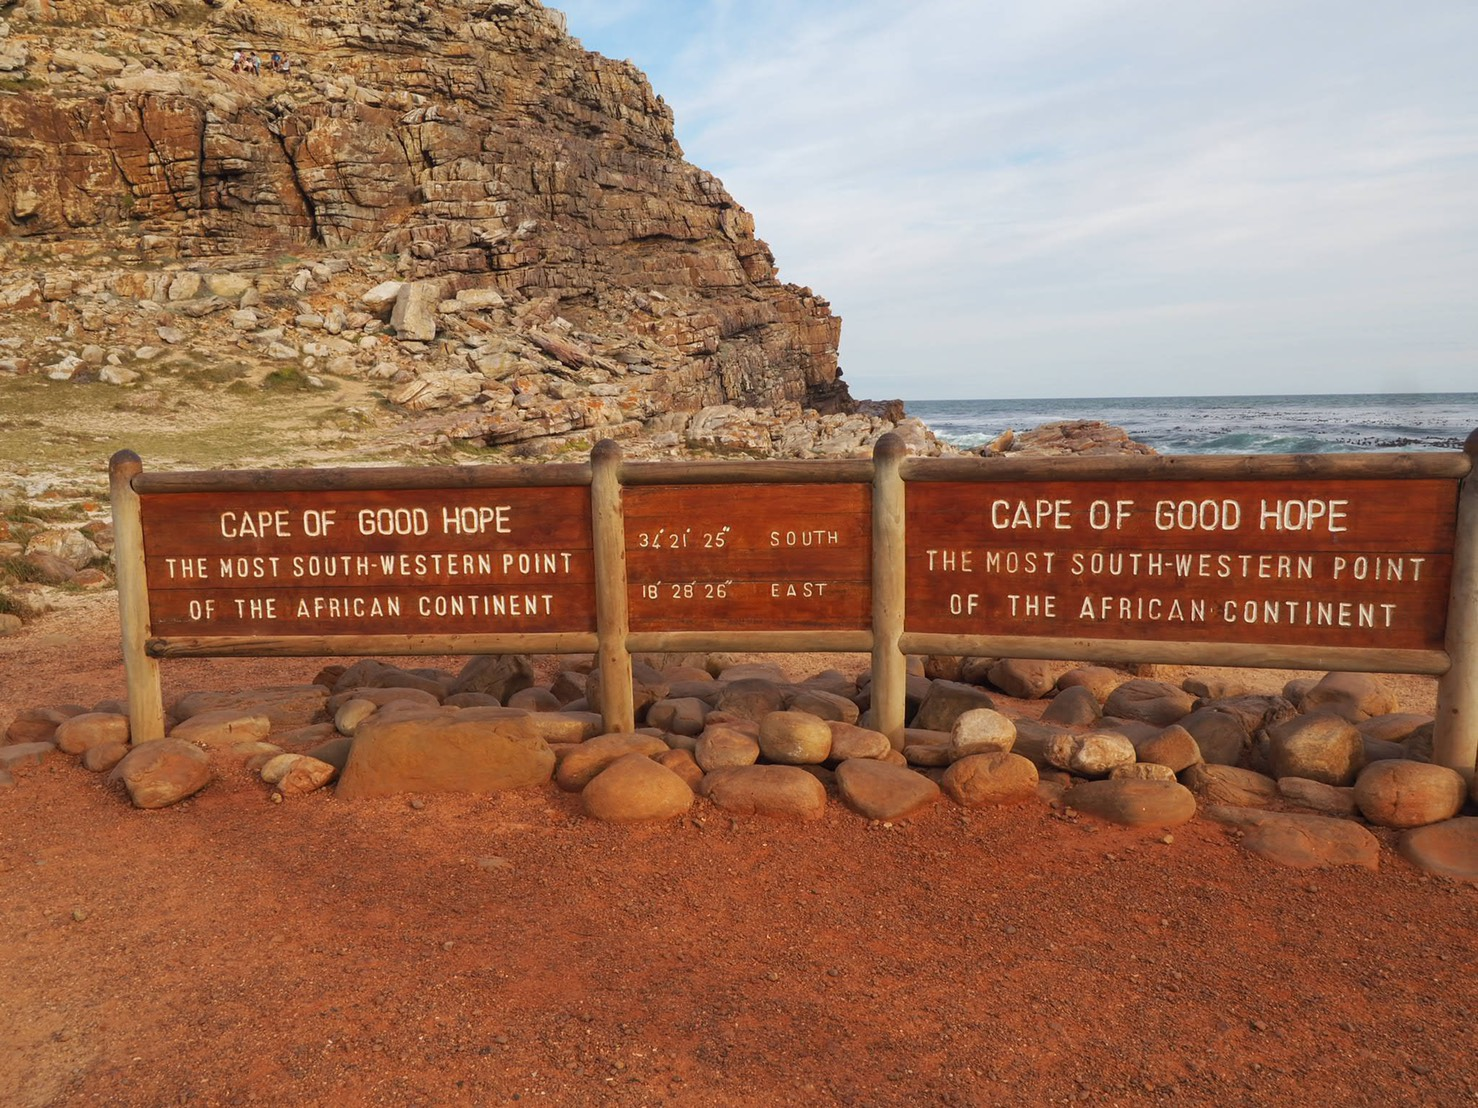 CAPE OF GOOD HOPE
THE MOST SOUTH-WESTERN POINT
OF THE AFRICAN CONTINENT
34° 21' 25" SOUTH
18° 28' 26" EAST
CAPE OF GOOD HOPE
THE MOST SOUTH-WESTERN POINT
OF THE AFRICAN CONTINENT